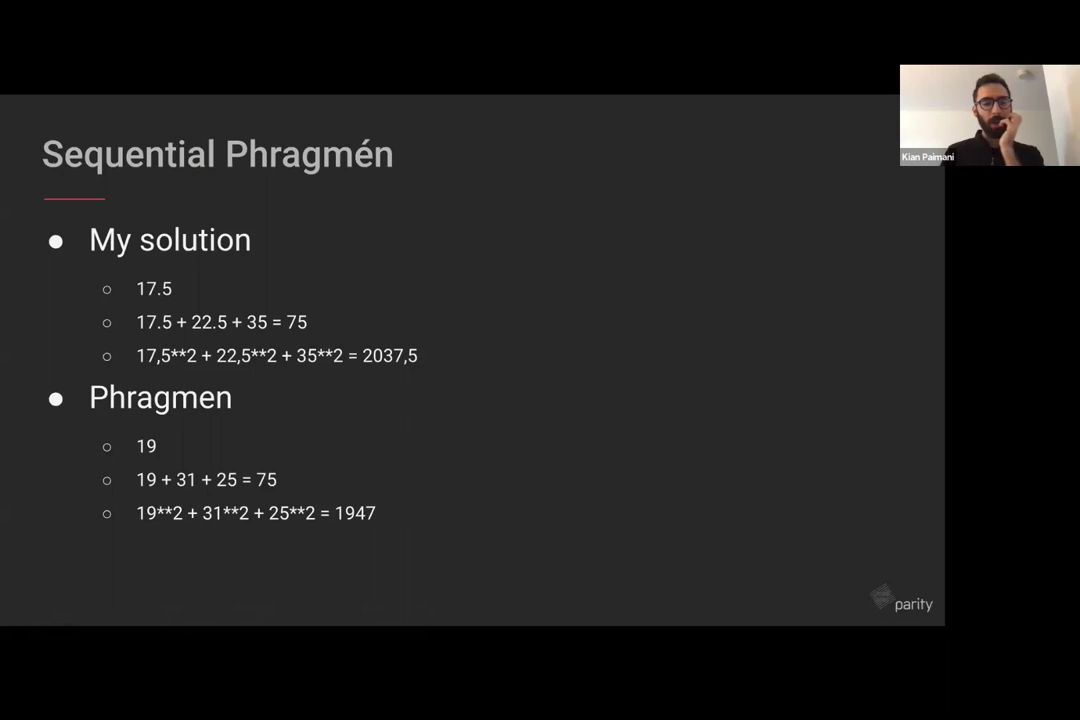 Sequential Phragmén
Kian Paimani
● My solution
○ 17.5
○ 17.5 + 22.5 + 35 = 75
○ 17,5**2 + 22,5**2 + 35**2 = 2037,5
● Phragmen
○ 19
○ 19 + 31 + 25 = 75
○ 19**2 + 31**2 + 25**2 = 1947
parity